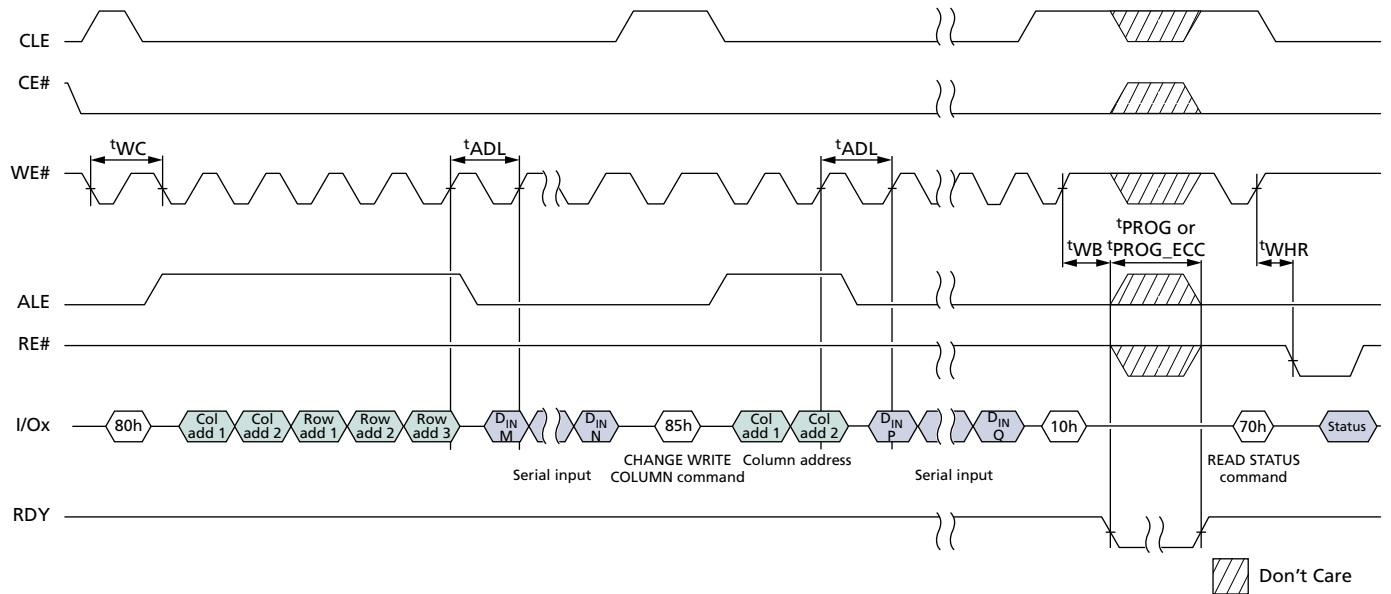 CLE
CE#
tWC
tADL
tADL
WE#
tPROG or
tWB tPROG_ECC tWHR
ALE
RE#
I/Ox 80h Col add 1 Col add 2 Row add 1 Row add 2 Row add 3 DIN M DIN N 85h Col add 1 Col add 2 DIN P DIN Q 10h 70h Status
Serial input
CHANGE WRITE
COLUMN command
Column address
Serial input
READ STATUS
command
RDY
Don't Care